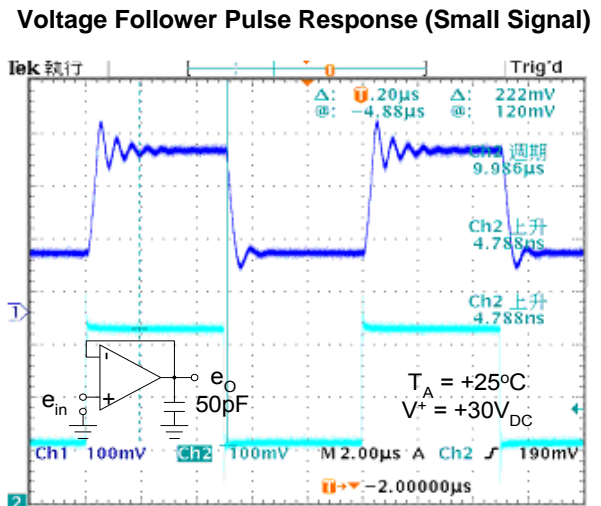 Voltage Follower Pulse Response (Small Signal)
Tek 執行 Trig'd
Δ: .20μs Δ: 222mV
@: −4.88μs @: 120mV
Ch2 週期
9.986μs
Ch2 上升
4.788ns
Ch2 上升
4.788ns
1
e_in
e_O
50pF
T_A = +25°C
V⁺ = +30V_DC
Ch1 100mV Ch2 100mV M 2.00μs A Ch2 190mV
−2.00000μs
2